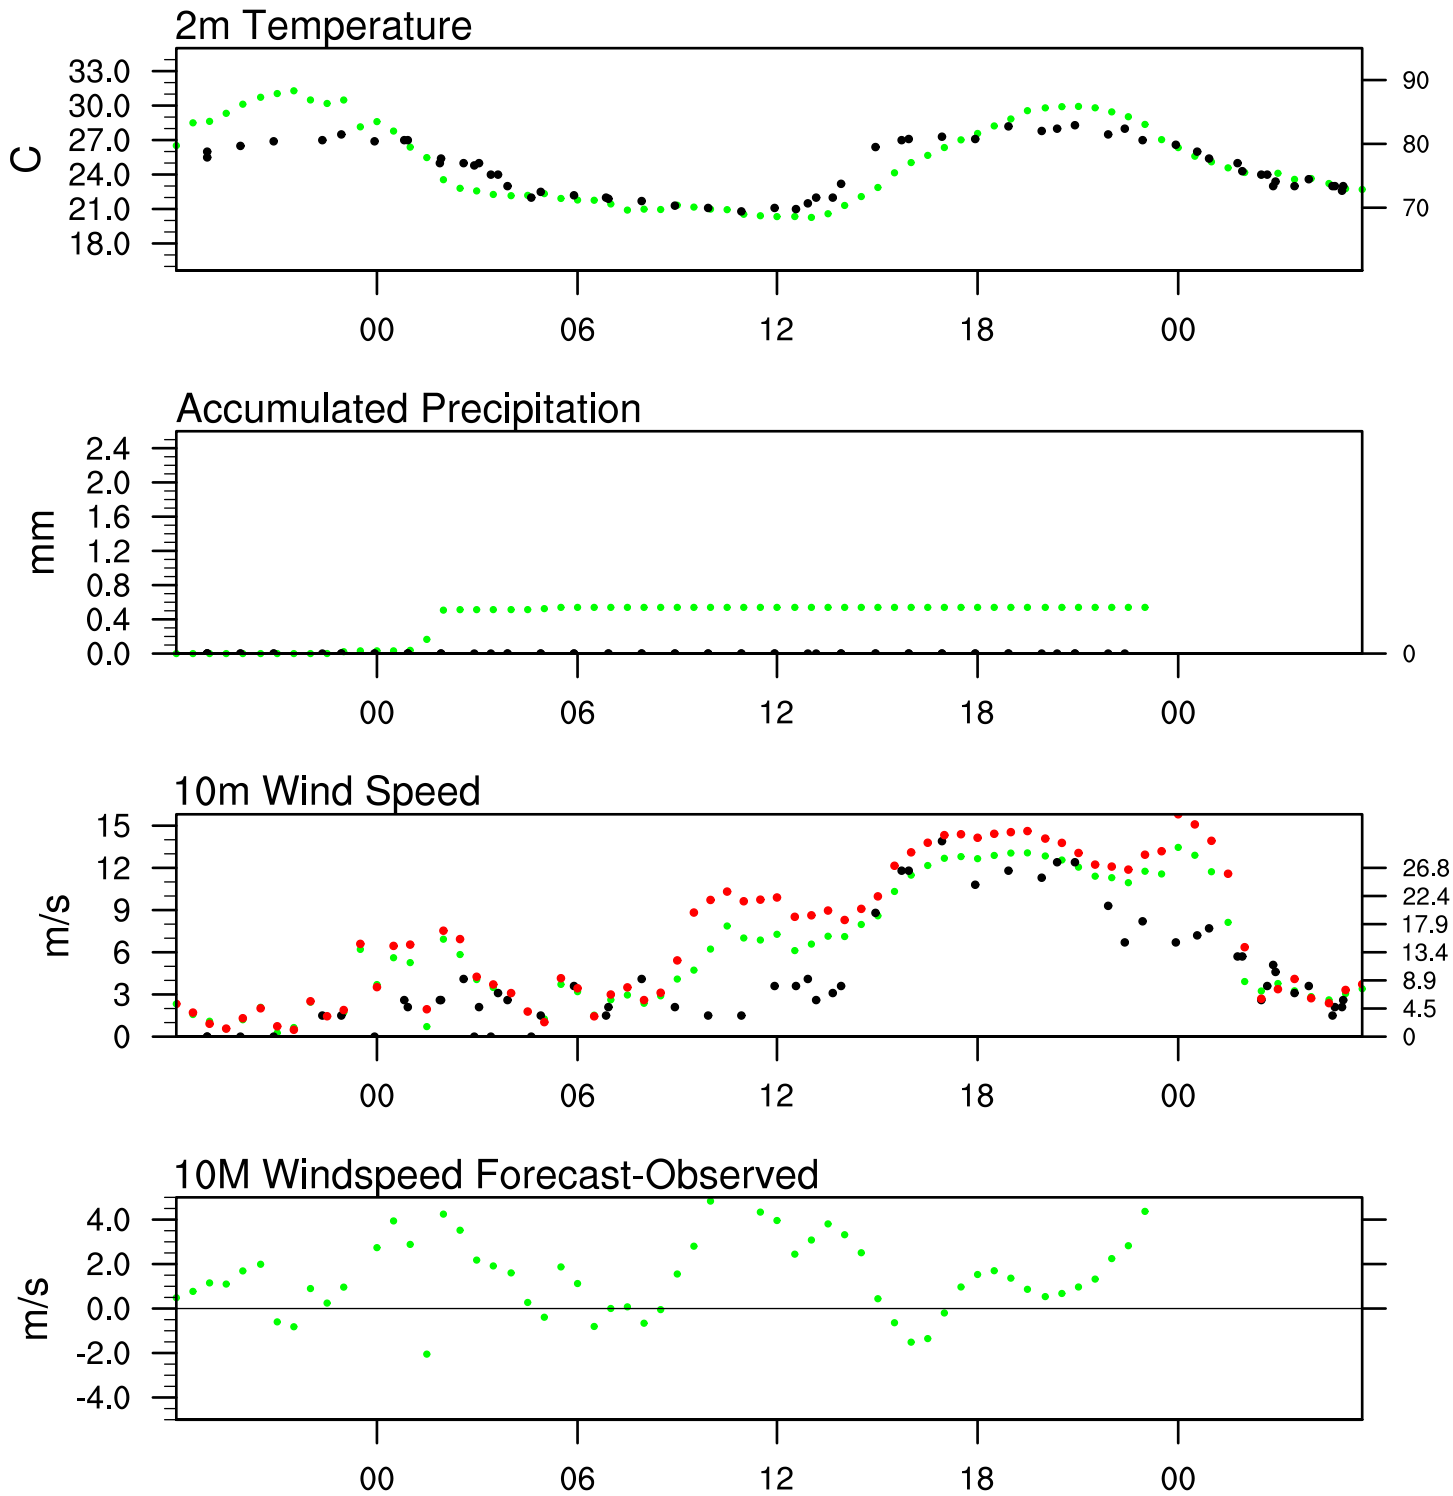 2m Temperature
33.0
30.0
27.0
24.0
21.0
18.0
C
90
80
70
00 06 12 18 00
Accumulated Precipitation
2.4
2.0
1.6
1.2
0.8
0.4
0.0
mm
0
00 06 12 18 00
10m Wind Speed
15
12
9
6
3
0
m/s
26.8
22.4
17.9
13.4
8.9
4.5
0
00 06 12 18 00
10M Windspeed Forecast-Observed
4.0
2.0
0.0
-2.0
-4.0
m/s
00 06 12 18 00